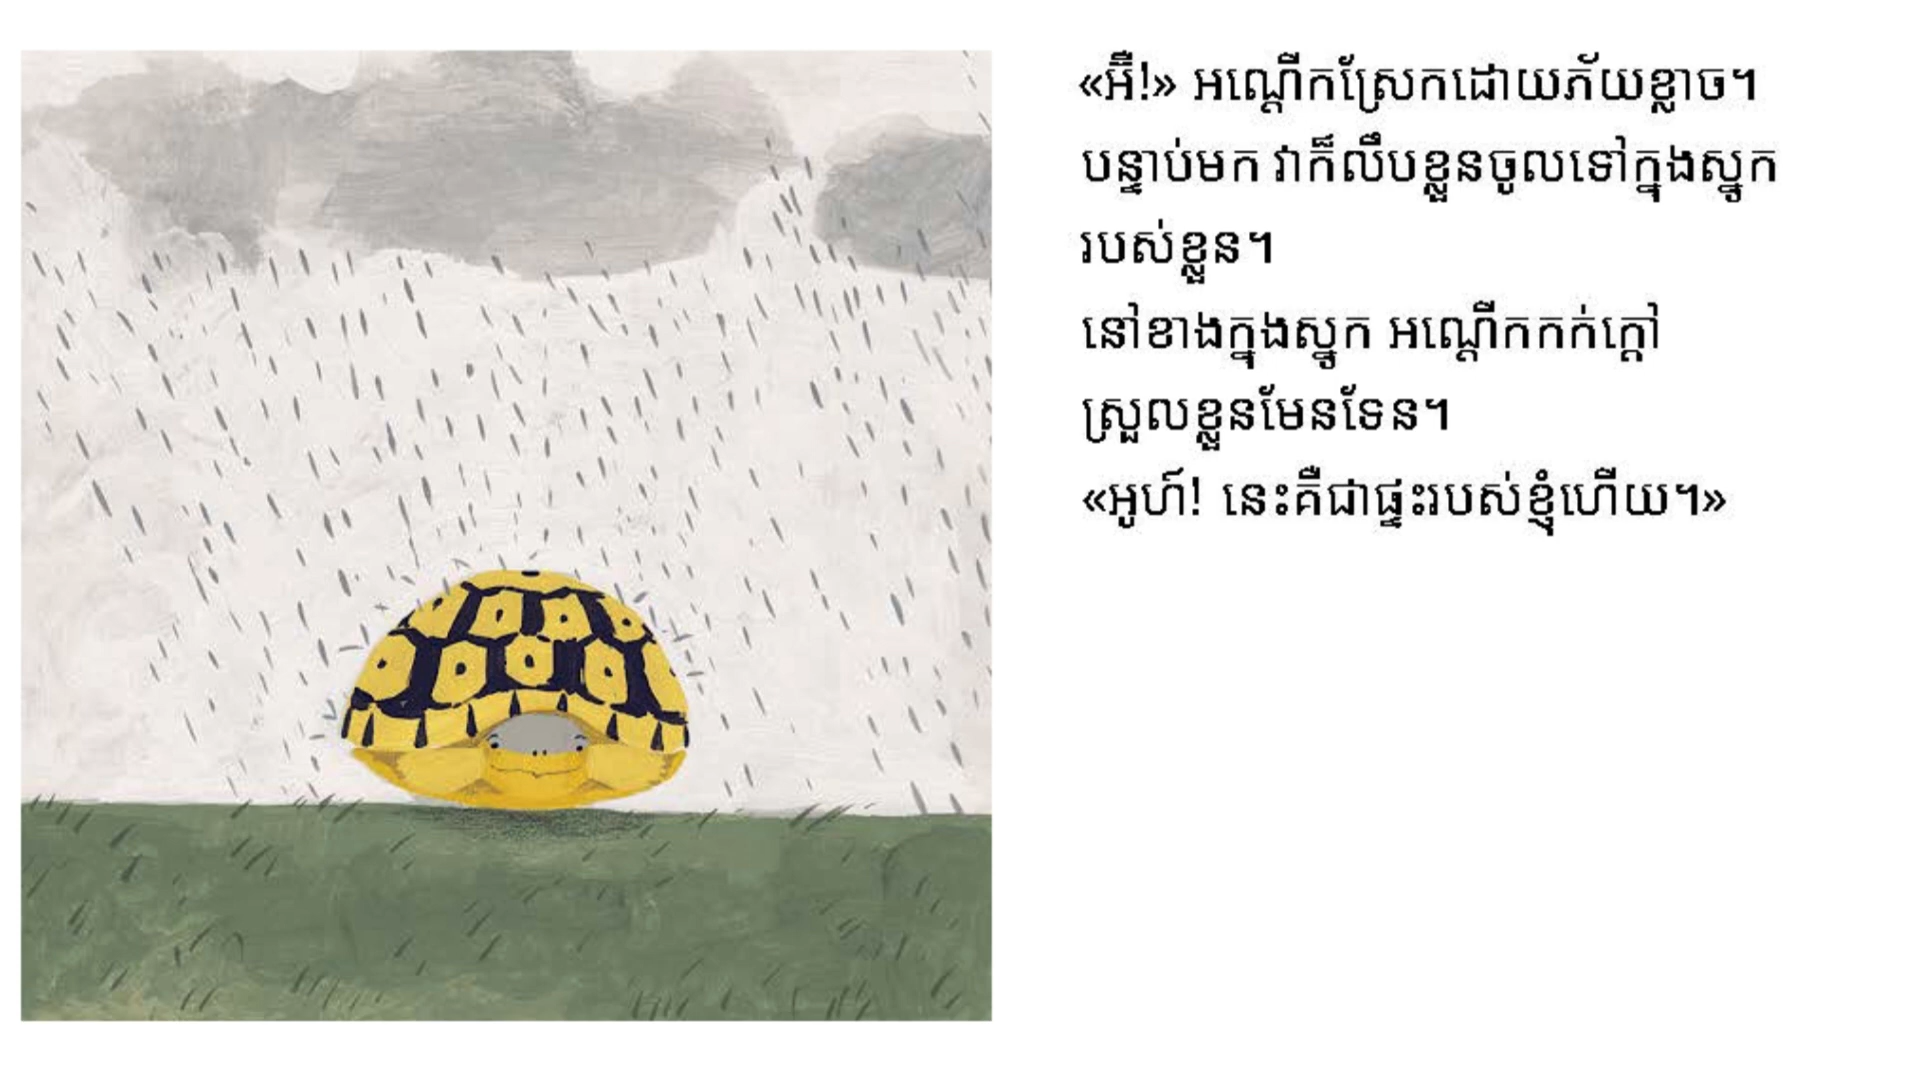 «អ៊ឺ!» អណ្ដើកស្រែកដោយភ័យខ្លាច។
បន្ទាប់មក វាក៏លឹបខ្លួនចូលទៅក្នុងស្នូក
របស់ខ្លួន។
នៅខាងក្នុងស្នូក អណ្ដើកកក់ក្ដៅ
ស្រួលខ្លួនមែនទែន។
«អូហ៍! នេះគឺជាផ្ទះរបស់ខ្ញុំហើយ។»